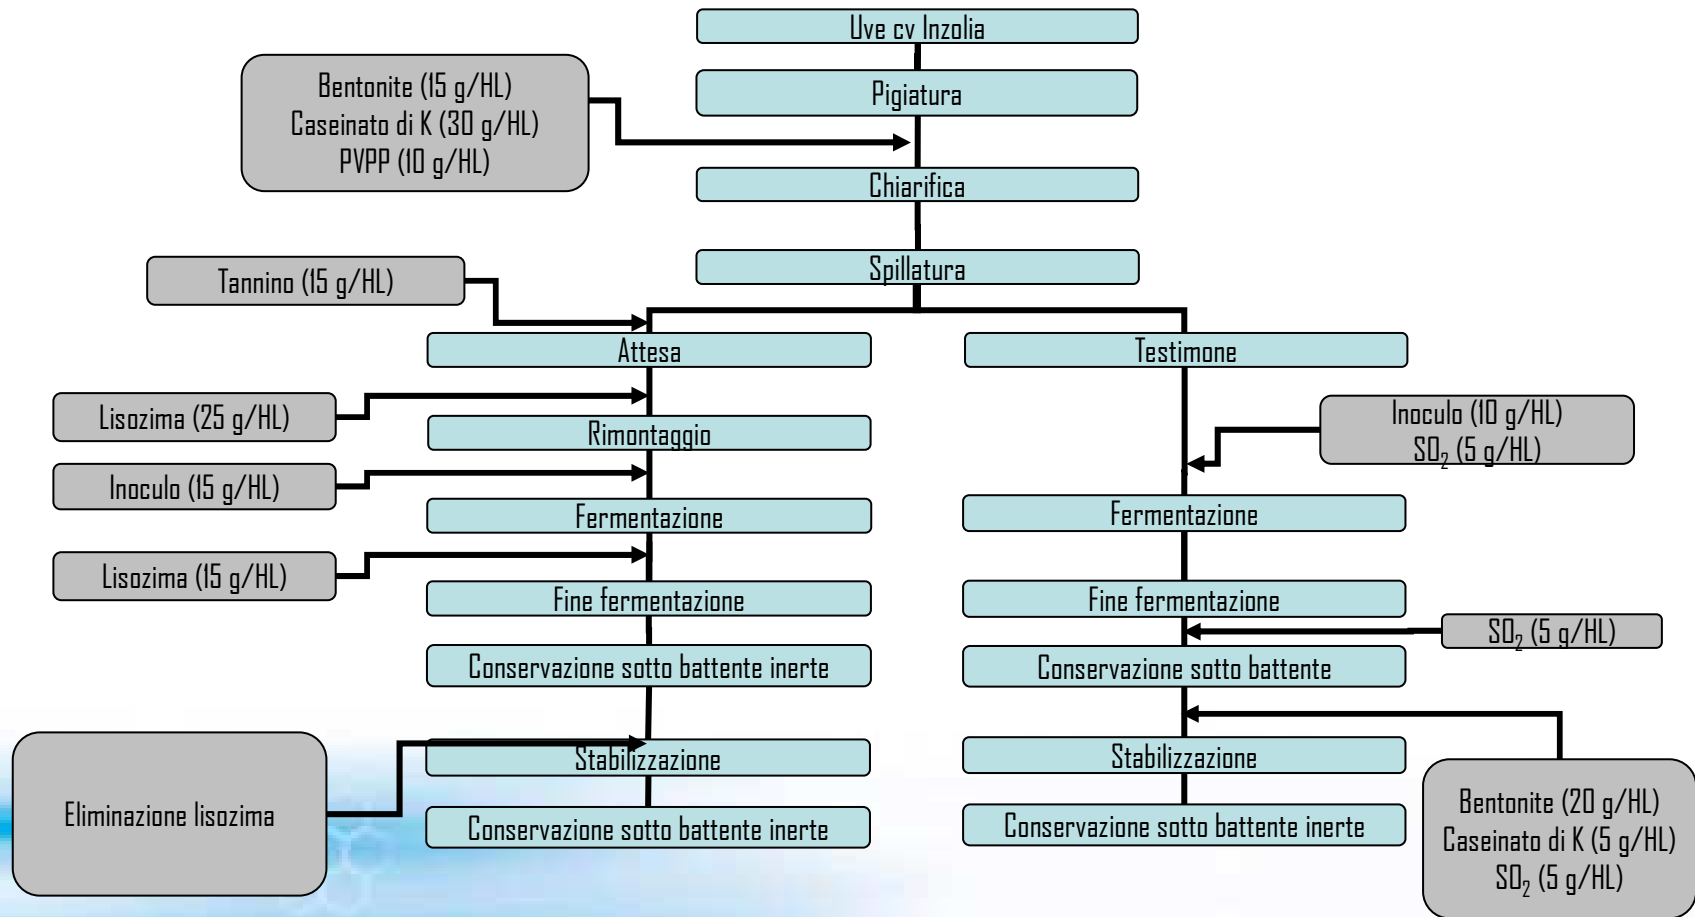 Uve cv Inzolia
Bentonite (15 g/HL)
Caseinato di K (30 g/HL)
PVPP (10 g/HL)
Pigiatura
Chiarifica
Spillatura
Tannino (15 g/HL)
Attesa
Testimone
Lisozima (25 g/HL)
Rimontaggio
Inoculo (10 g/HL)
SO₂ (5 g/HL)
Inoculo (15 g/HL)
Fermentazione
Fermentazione
Lisozima (15 g/HL)
Fine fermentazione
Fine fermentazione
SO₂ (5 g/HL)
Conservazione sotto battente inerte
Conservazione sotto battente
Stabilizzazione
Stabilizzazione
Eliminazione lisozima
Conservazione sotto battente inerte
Conservazione sotto battente inerte
Bentonite (20 g/HL)
Caseinato di K (5 g/HL)
SO₂ (5 g/HL)